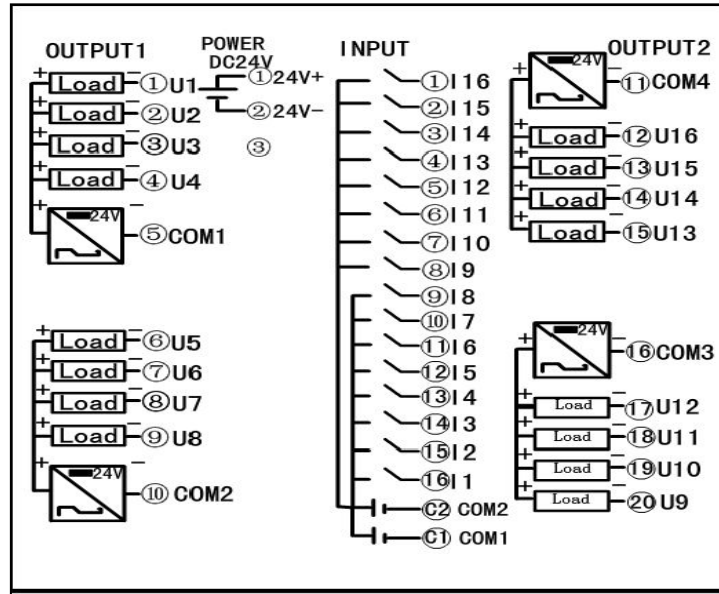 OUTPUT1
+ Load - ①U1
Load - ②U2
+ Load - ③U3
+ Load - ④U4
+ 24V - ⑤COM1
+ Load - ⑥U5
+ Load - ⑦U6
+ Load - ⑧U7
+ Load - ⑨U8
+ 24V - ⑩ COM2
POWER
DC24V
①24V+
②24V-
③
INPUT
①I16
②I15
③I14
④I13
⑤I12
⑥I11
⑦I10
⑧I9
⑨I8
⑩I7
⑪I6
⑫I5
⑬I4
⑭I3
⑮I2
⑯I1
C2 COM2
C1 COM1
OUTPUT2
+ 24V - ⑪COM4
+ Load - ⑫U16
+ Load - ⑬U15
+ Load - ⑭U14
+ Load - ⑮U13
+ 24V - ⑯COM3
+ Load - ⑰U12
+ Load - ⑱U11
+ Load - ⑲U10
+ Load - ⑳U9